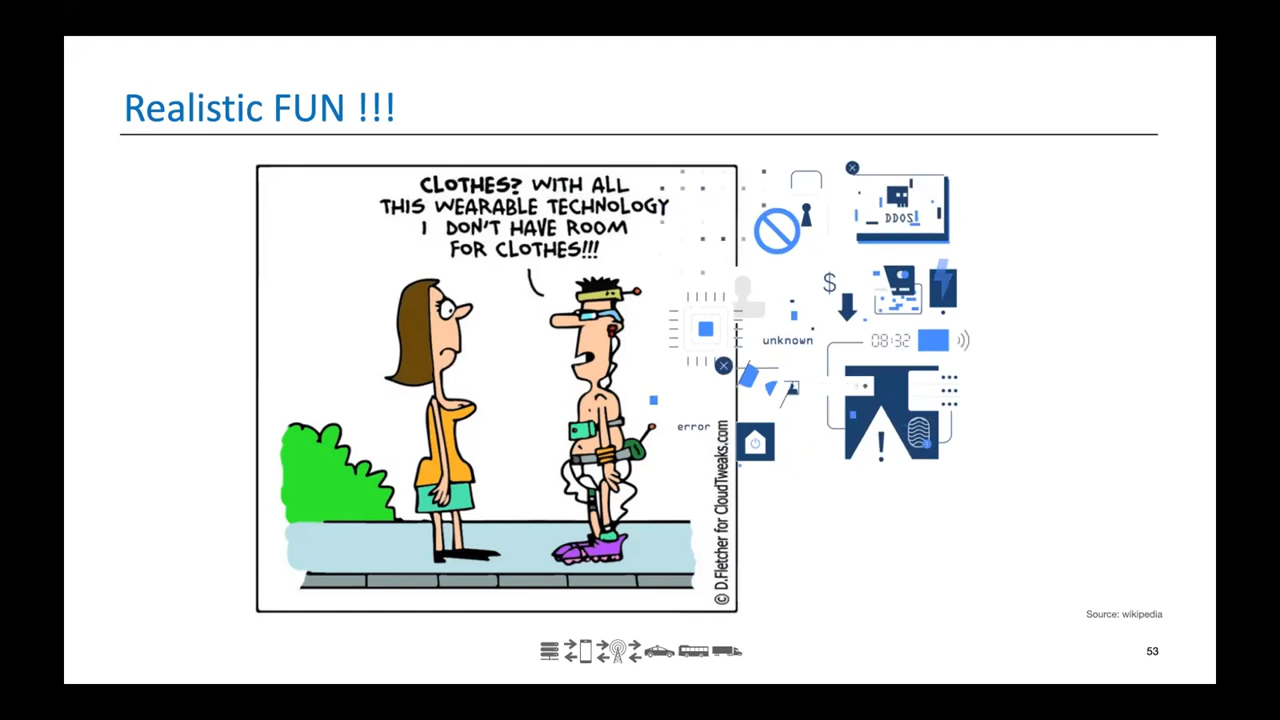 Realistic FUN !!!
CLOTHES? WITH ALL
THIS WEARABLE TECHNOLOGY
I DON'T HAVE ROOM
FOR CLOTHES!!!
DDOS
$
unknown
08:32
error
!
© D.Fletcher for CloudTweaks.com
Source: wikipedia
53